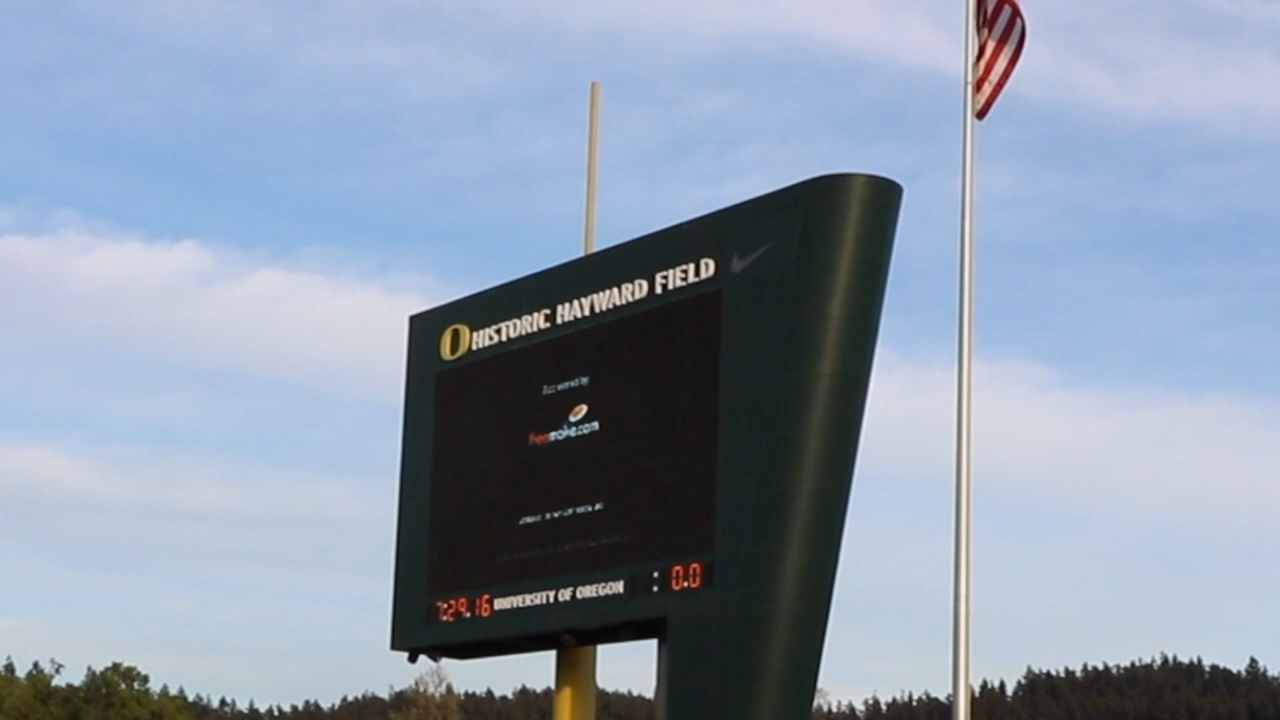 O HISTORIC HAYWARD FIELD
freemake.com
7:29.16 UNIVERSITY OF OREGON : 0.0